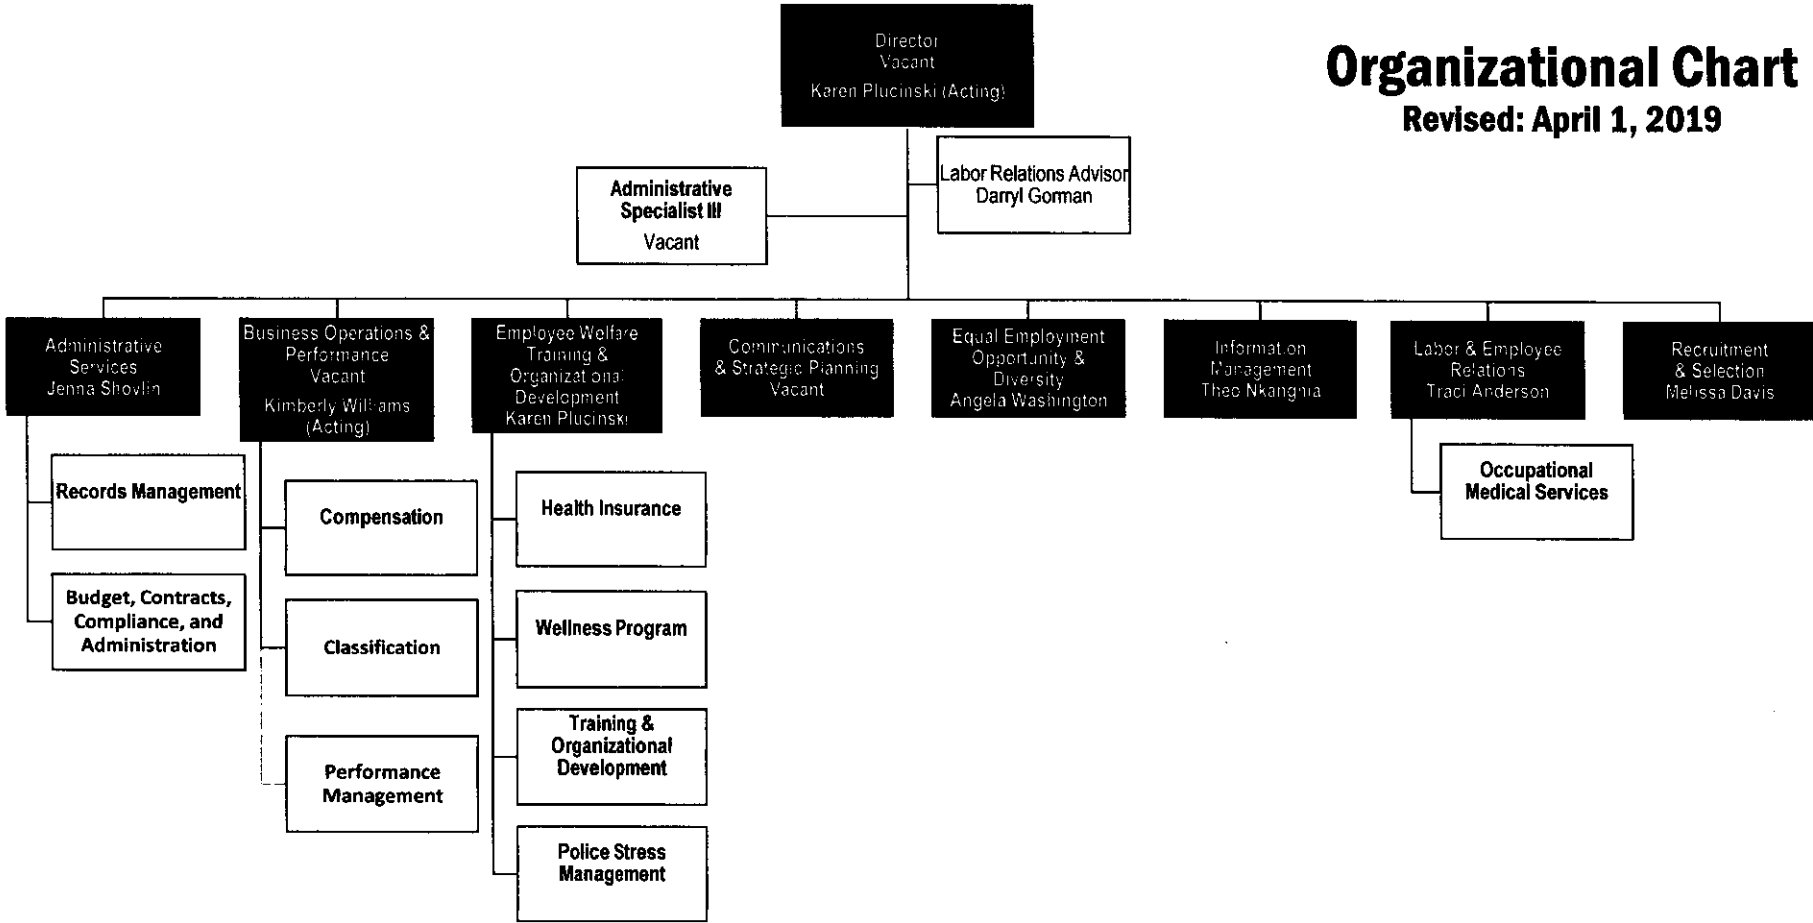 Organizational Chart
Revised: April 1, 2019
Director
Vacant
Karen Plucinski (Acting)
Labor Relations Advisor
Darryl Gorman
Administrative
Specialist III
Vacant
Administrative
Services
Jenna Shovlin
Business Operations &
Performance
Vacant
Kimberly Williams
(Acting)
Employee Welfare
Training &
Organizational
Development
Karen Plucinski
Communications
& Strategic Planning
Vacant
Equal Employment
Opportunity &
Diversity
Angela Washington
Information
Management
Theo Nkangnia
Labor & Employee
Relations
Traci Anderson
Recruitment
& Selection
Melissa Davis
Records Management
Budget, Contracts,
Compliance, and
Administration
Compensation
Classification
Performance
Management
Health Insurance
Wellness Program
Training &
Organizational
Development
Police Stress
Management
Occupational
Medical Services